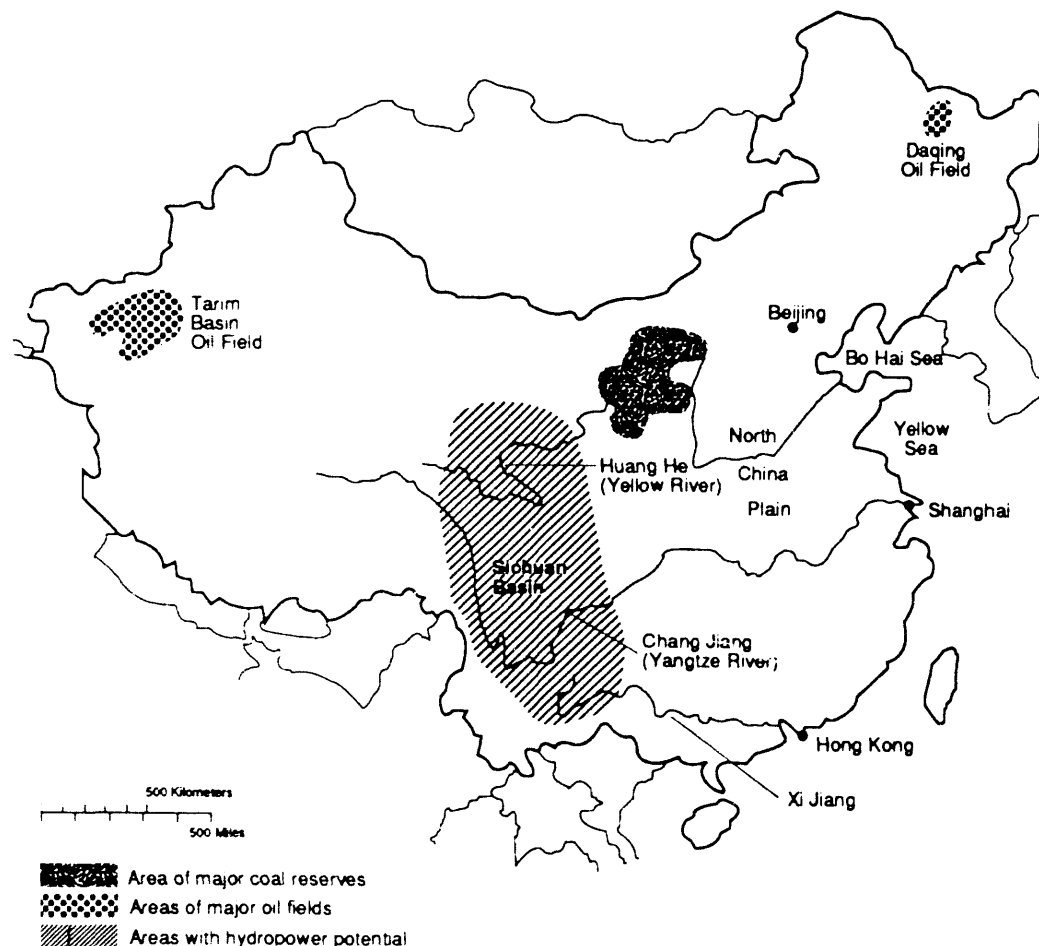 Daqing
Oil Field
Tarim
Basin
Oil Field
Beijing
Bo Hai Sea
Yellow
Sea
North
China
Plain
Huang He
(Yellow River)
Shanghai
Sichuan
Basin
Chang Jiang
(Yangtze River)
Hong Kong
Xi Jiang
500 Kilometers
500 Miles
Area of major coal reserves
Areas of major oil fields
Areas with hydropower potential